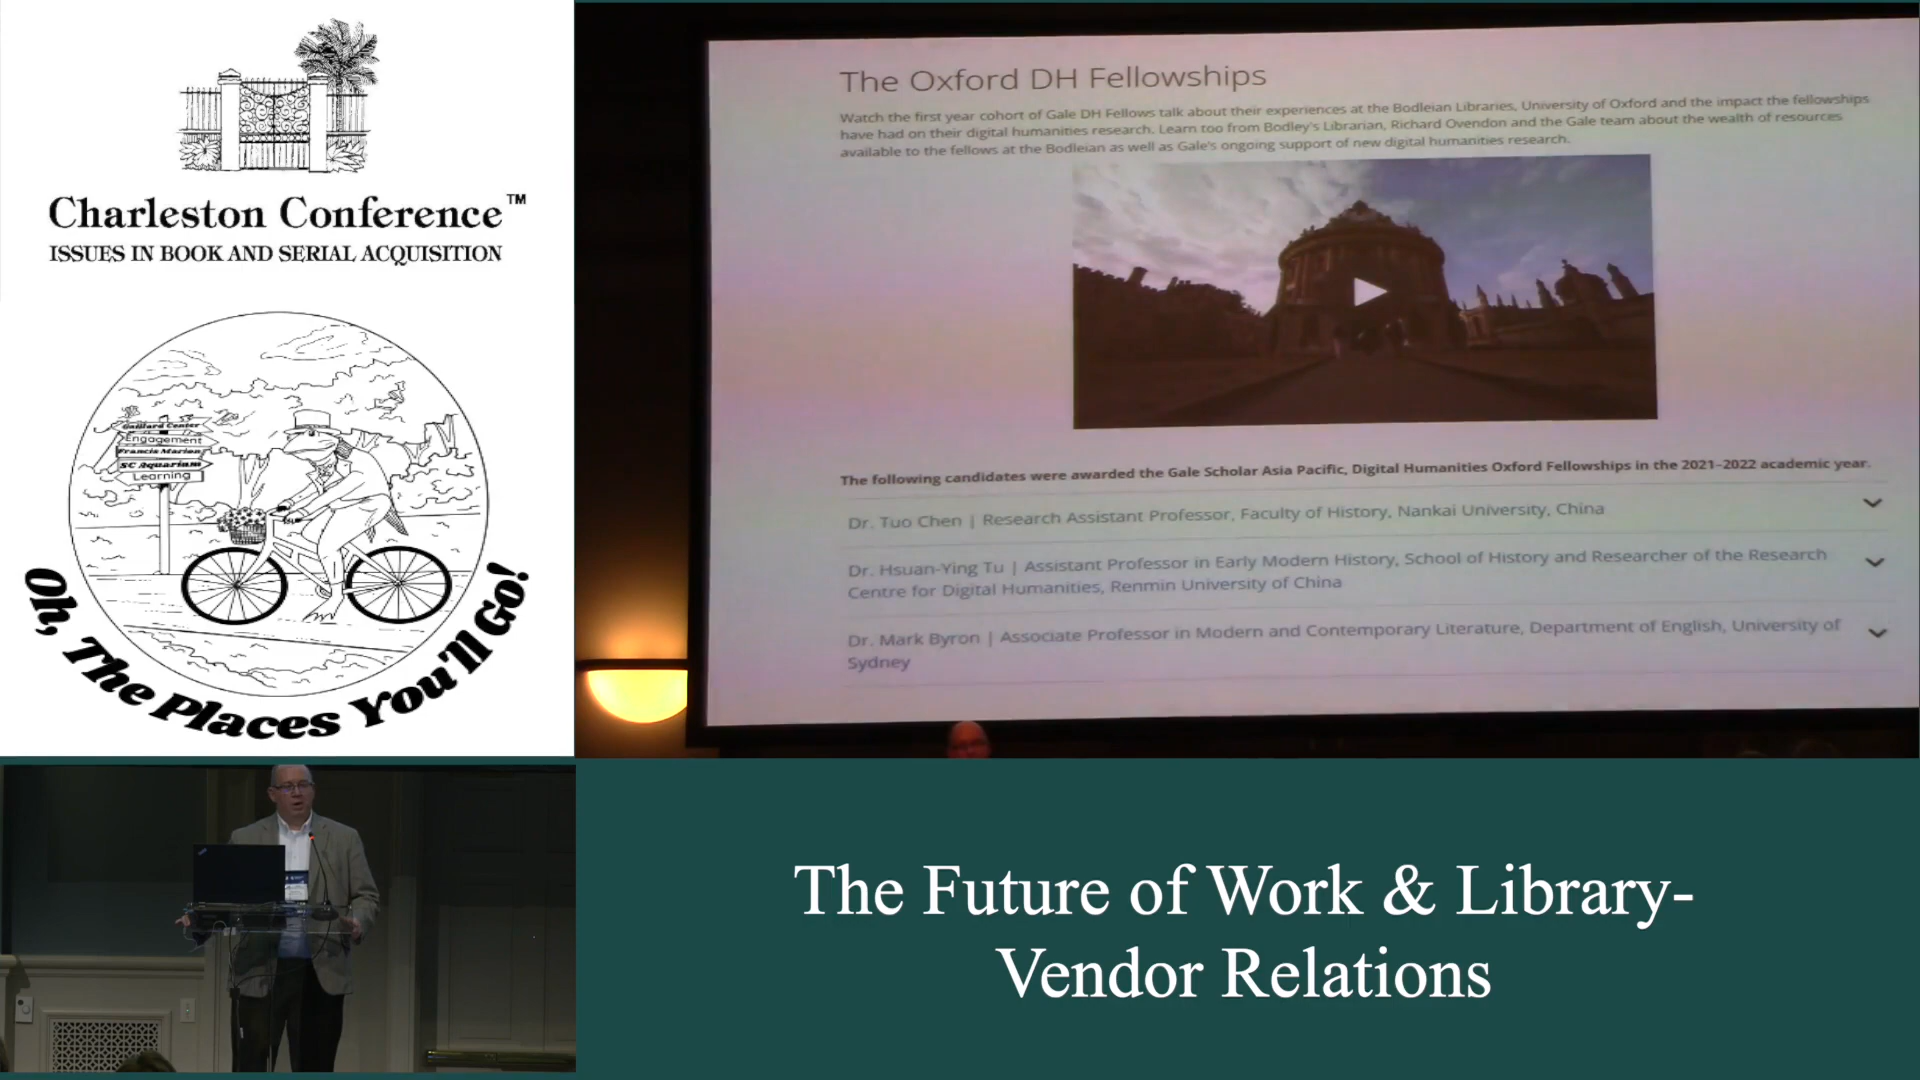 Charleston Conference™
ISSUES IN BOOK AND SERIAL ACQUISITION
Gaillard Center
Engagement
Francis Marion
SC Aquarium
Learning
Oh, The Places You'll Go!
The Oxford DH Fellowships
Watch the first year cohort of Gale DH Fellows talk about their experiences at the Bodleian Libraries, University of Oxford and the impact the fellowships
have had on their digital humanities research. Learn too from Bodley's Librarian, Richard Ovendon and the Gale team about the wealth of resources
available to the fellows at the Bodleian as well as Gale's ongoing support of new digital humanities research.
The following candidates were awarded the Gale Scholar Asia Pacific, Digital Humanities Oxford Fellowships in the 2021–2022 academic year.
Dr. Tuo Chen | Research Assistant Professor, Faculty of History, Nankai University, China
Dr. Hsuan-Ying Tu | Assistant Professor in Early Modern History, School of History and Researcher of the Research
Centre for Digital Humanities, Renmin University of China
Dr. Mark Byron | Associate Professor in Modern and Contemporary Literature, Department of English, University of
Sydney
The Future of Work & Library-
Vendor Relations